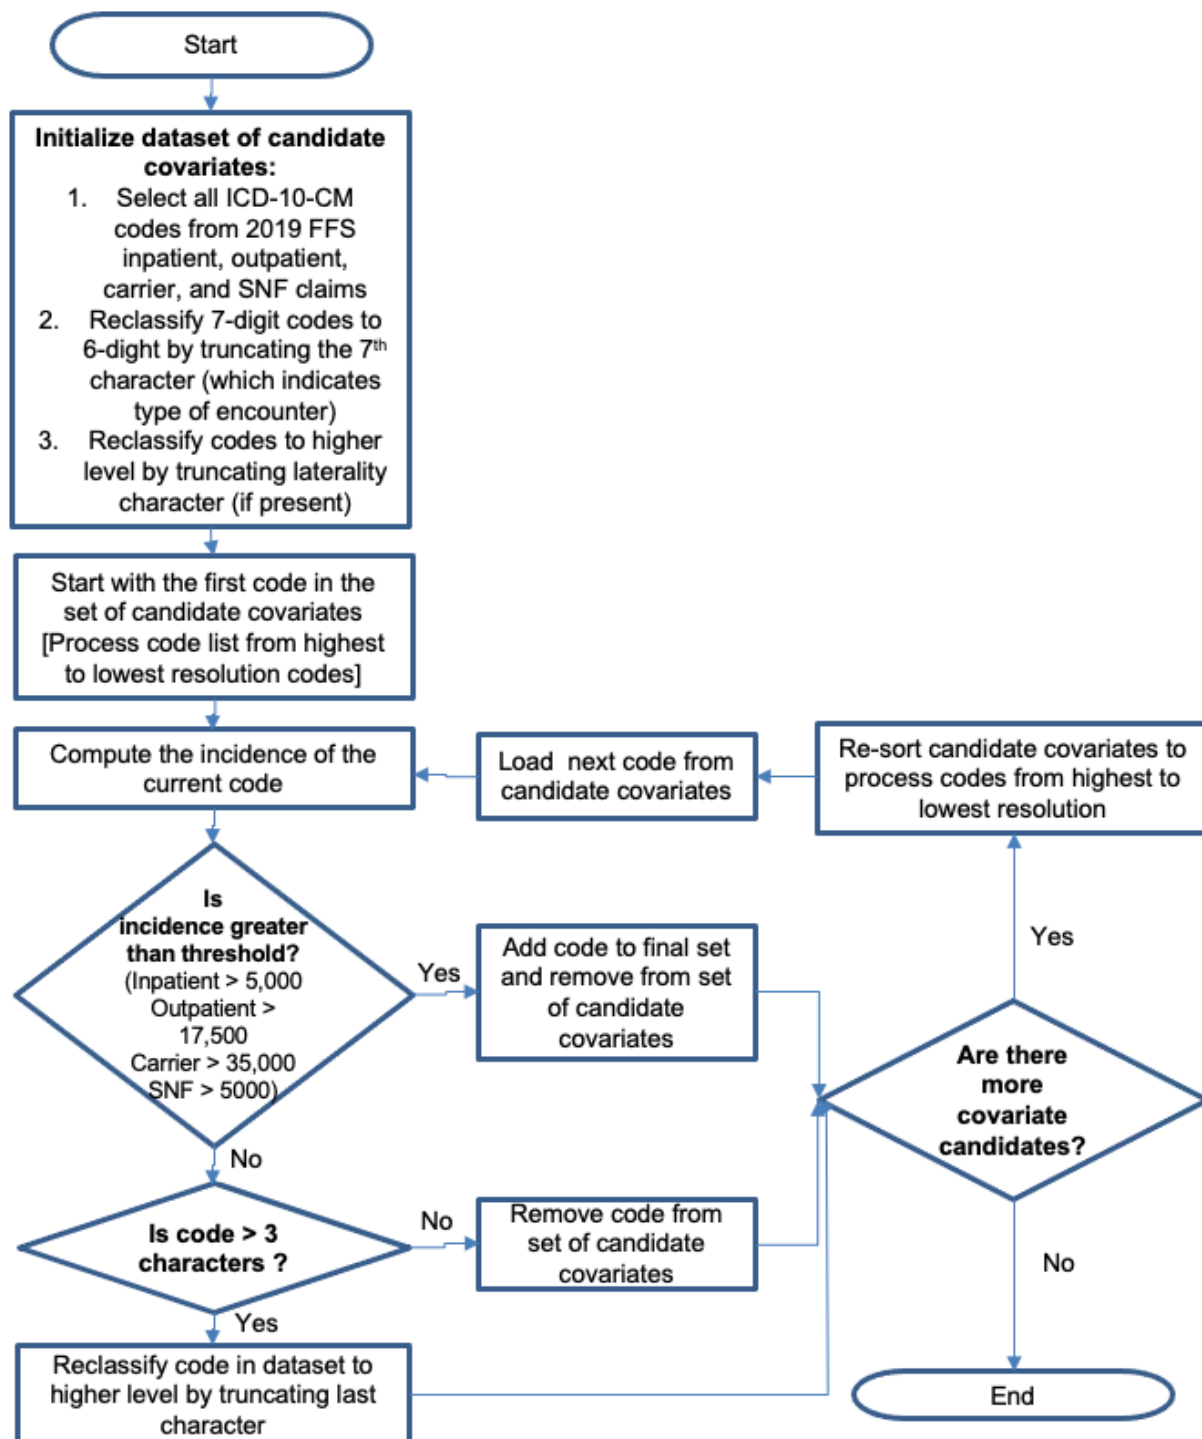 Start
Initialize dataset of candidate
covariates:
1. Select all ICD-10-CM
codes from 2019 FFS
inpatient, outpatient,
carrier, and SNF claims
2. Reclassify 7-digit codes to
6-dight by truncating the 7th
character (which indicates
type of encounter)
3. Reclassify codes to higher
level by truncating laterality
character (if present)
Start with the first code in the
set of candidate covariates
[Process code list from highest
to lowest resolution codes]
Compute the incidence of the
current code
Load next code from
candidate covariates
Re-sort candidate covariates to
process codes from highest to
lowest resolution
Is
incidence greater
than threshold?
(Inpatient > 5,000
Outpatient >
17,500
Carrier > 35,000
SNF > 5000)
Yes
Add code to final set
and remove from set
of candidate
covariates
Yes
Are there
more
covariate
candidates?
No
Is code > 3
characters ?
No
Remove code from
set of candidate
covariates
No
Yes
Reclassify code in dataset to
higher level by truncating last
character
End